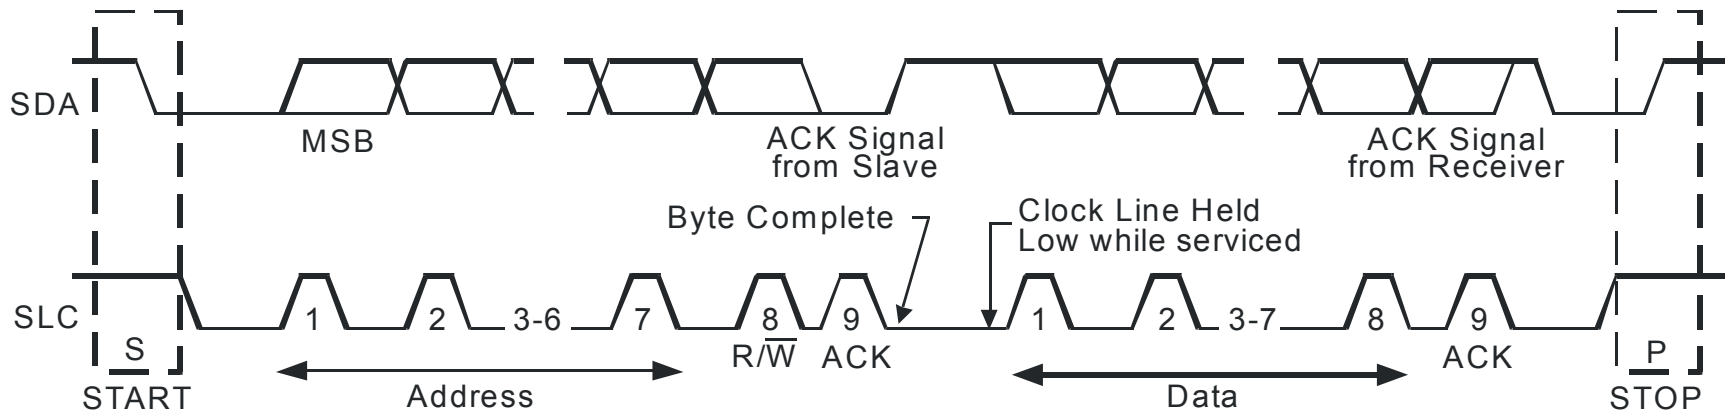 SDA
MSB
ACK Signal
from Slave
ACK Signal
from Receiver
Byte Complete
Clock Line Held
Low while serviced
SLC
1
2
3-6
7
8
9
1
2
3-7
8
9
R/W̅
ACK
ACK
S
P
START
Address
Data
STOP